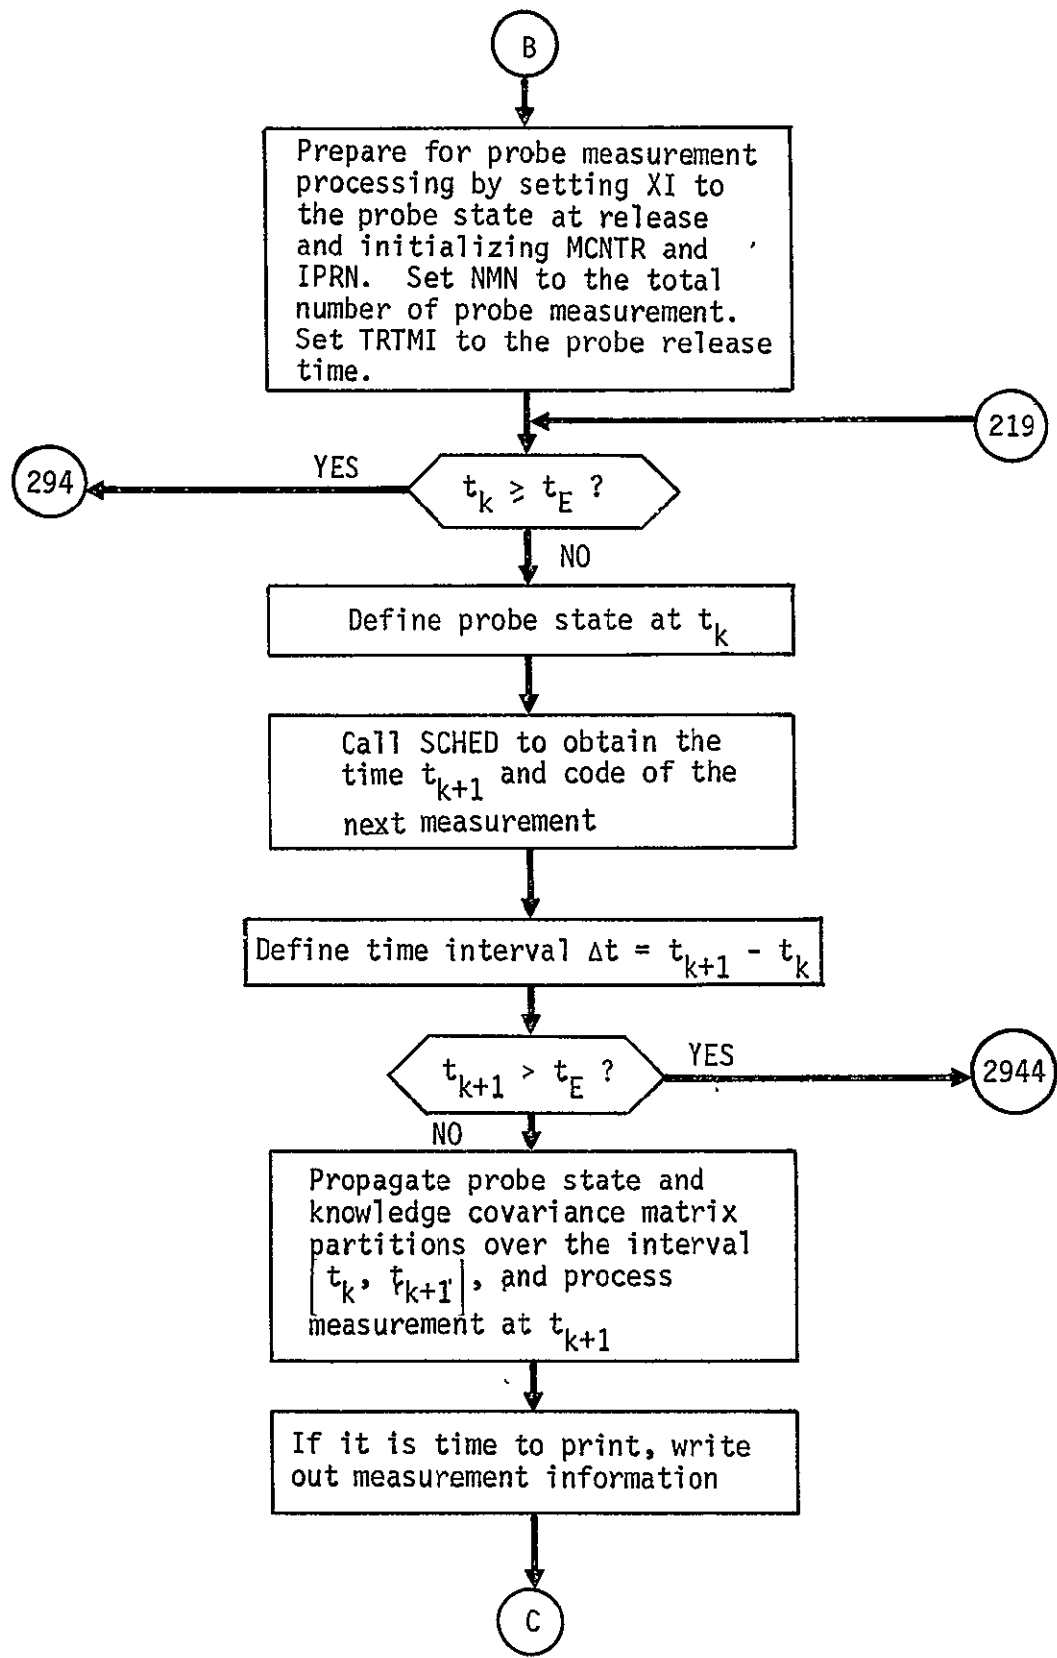 B
Prepare for probe measurement
processing by setting XI to
the probe state at release
and initializing MCNTR and
IPRN. Set NMN to the total
number of probe measurement.
Set TRTMI to the probe release
time.
219
YES
294
t_k ≥ t_E ?
NO
Define probe state at t_k
Call SCHED to obtain the
time t_{k+1} and code of the
next measurement
Define time interval Δt = t_{k+1} - t_k
t_{k+1} > t_E ?
YES
2944
NO
Propagate probe state and
knowledge covariance matrix
partitions over the interval
[t_k, t_{k+1}], and process
measurement at t_{k+1}
If it is time to print, write
out measurement information
C